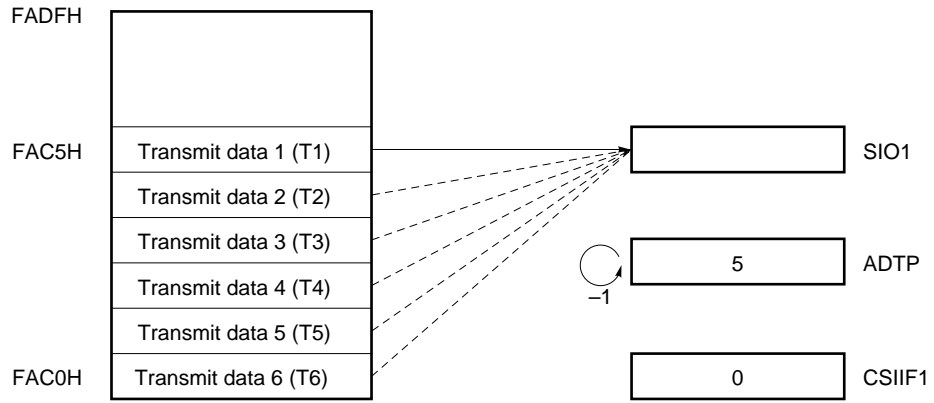 FADFH
FAC5H Transmit data 1 (T1) SIO1
Transmit data 2 (T2)
Transmit data 3 (T3) 5 ADTP
Transmit data 4 (T4) –1
Transmit data 5 (T5)
FAC0H Transmit data 6 (T6) 0 CSIIF1